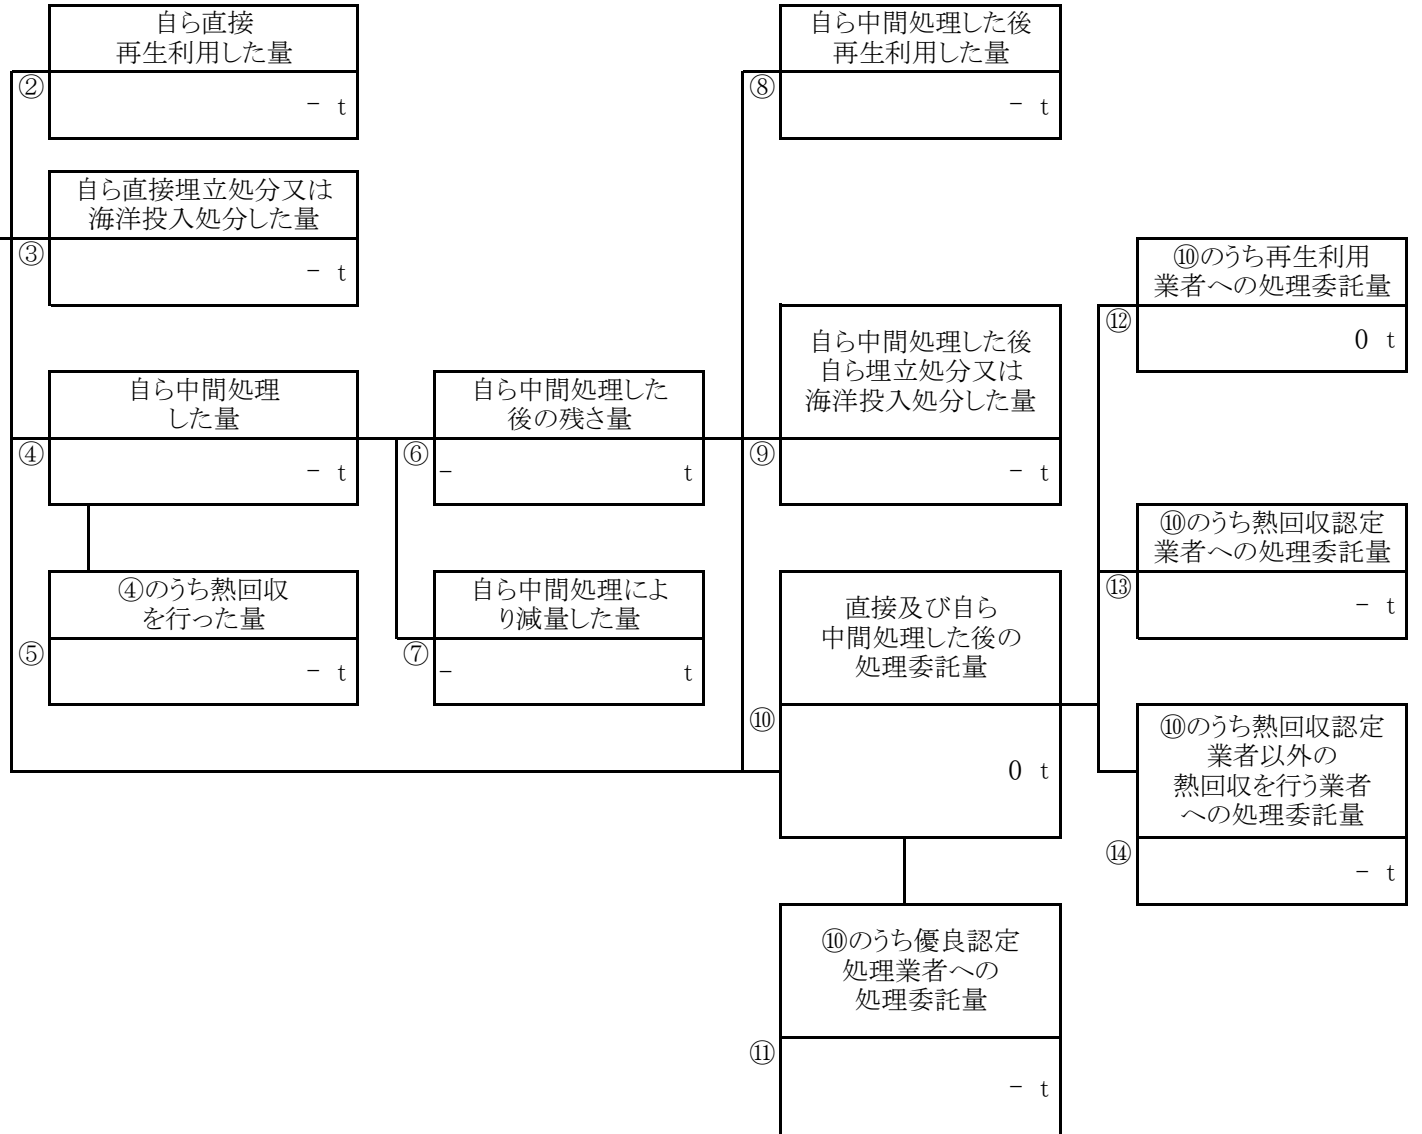 自ら直接
再生利用した量
②
− t
自ら直接埋立処分又は
海洋投入処分した量
③
− t
自ら中間処理
した量
④
− t
④のうち熱回収
を行った量
⑤
− t
自ら中間処理した
後の残さ量
⑥
− t
自ら中間処理によ
り減量した量
⑦
− t
自ら中間処理した後
再生利用した量
⑧
− t
自ら中間処理した後
自ら埋立処分又は
海洋投入処分した量
⑨
− t
直接及び自ら
中間処理した後の
処理委託量
⑩
0 t
⑩のうち優良認定
処理業者への
処理委託量
⑪
− t
⑩のうち再生利用
業者への処理委託量
⑫
0 t
⑩のうち熱回収認定
業者への処理委託量
⑬
− t
⑩のうち熱回収認定
業者以外の
熱回収を行う業者
への処理委託量
⑭
− t